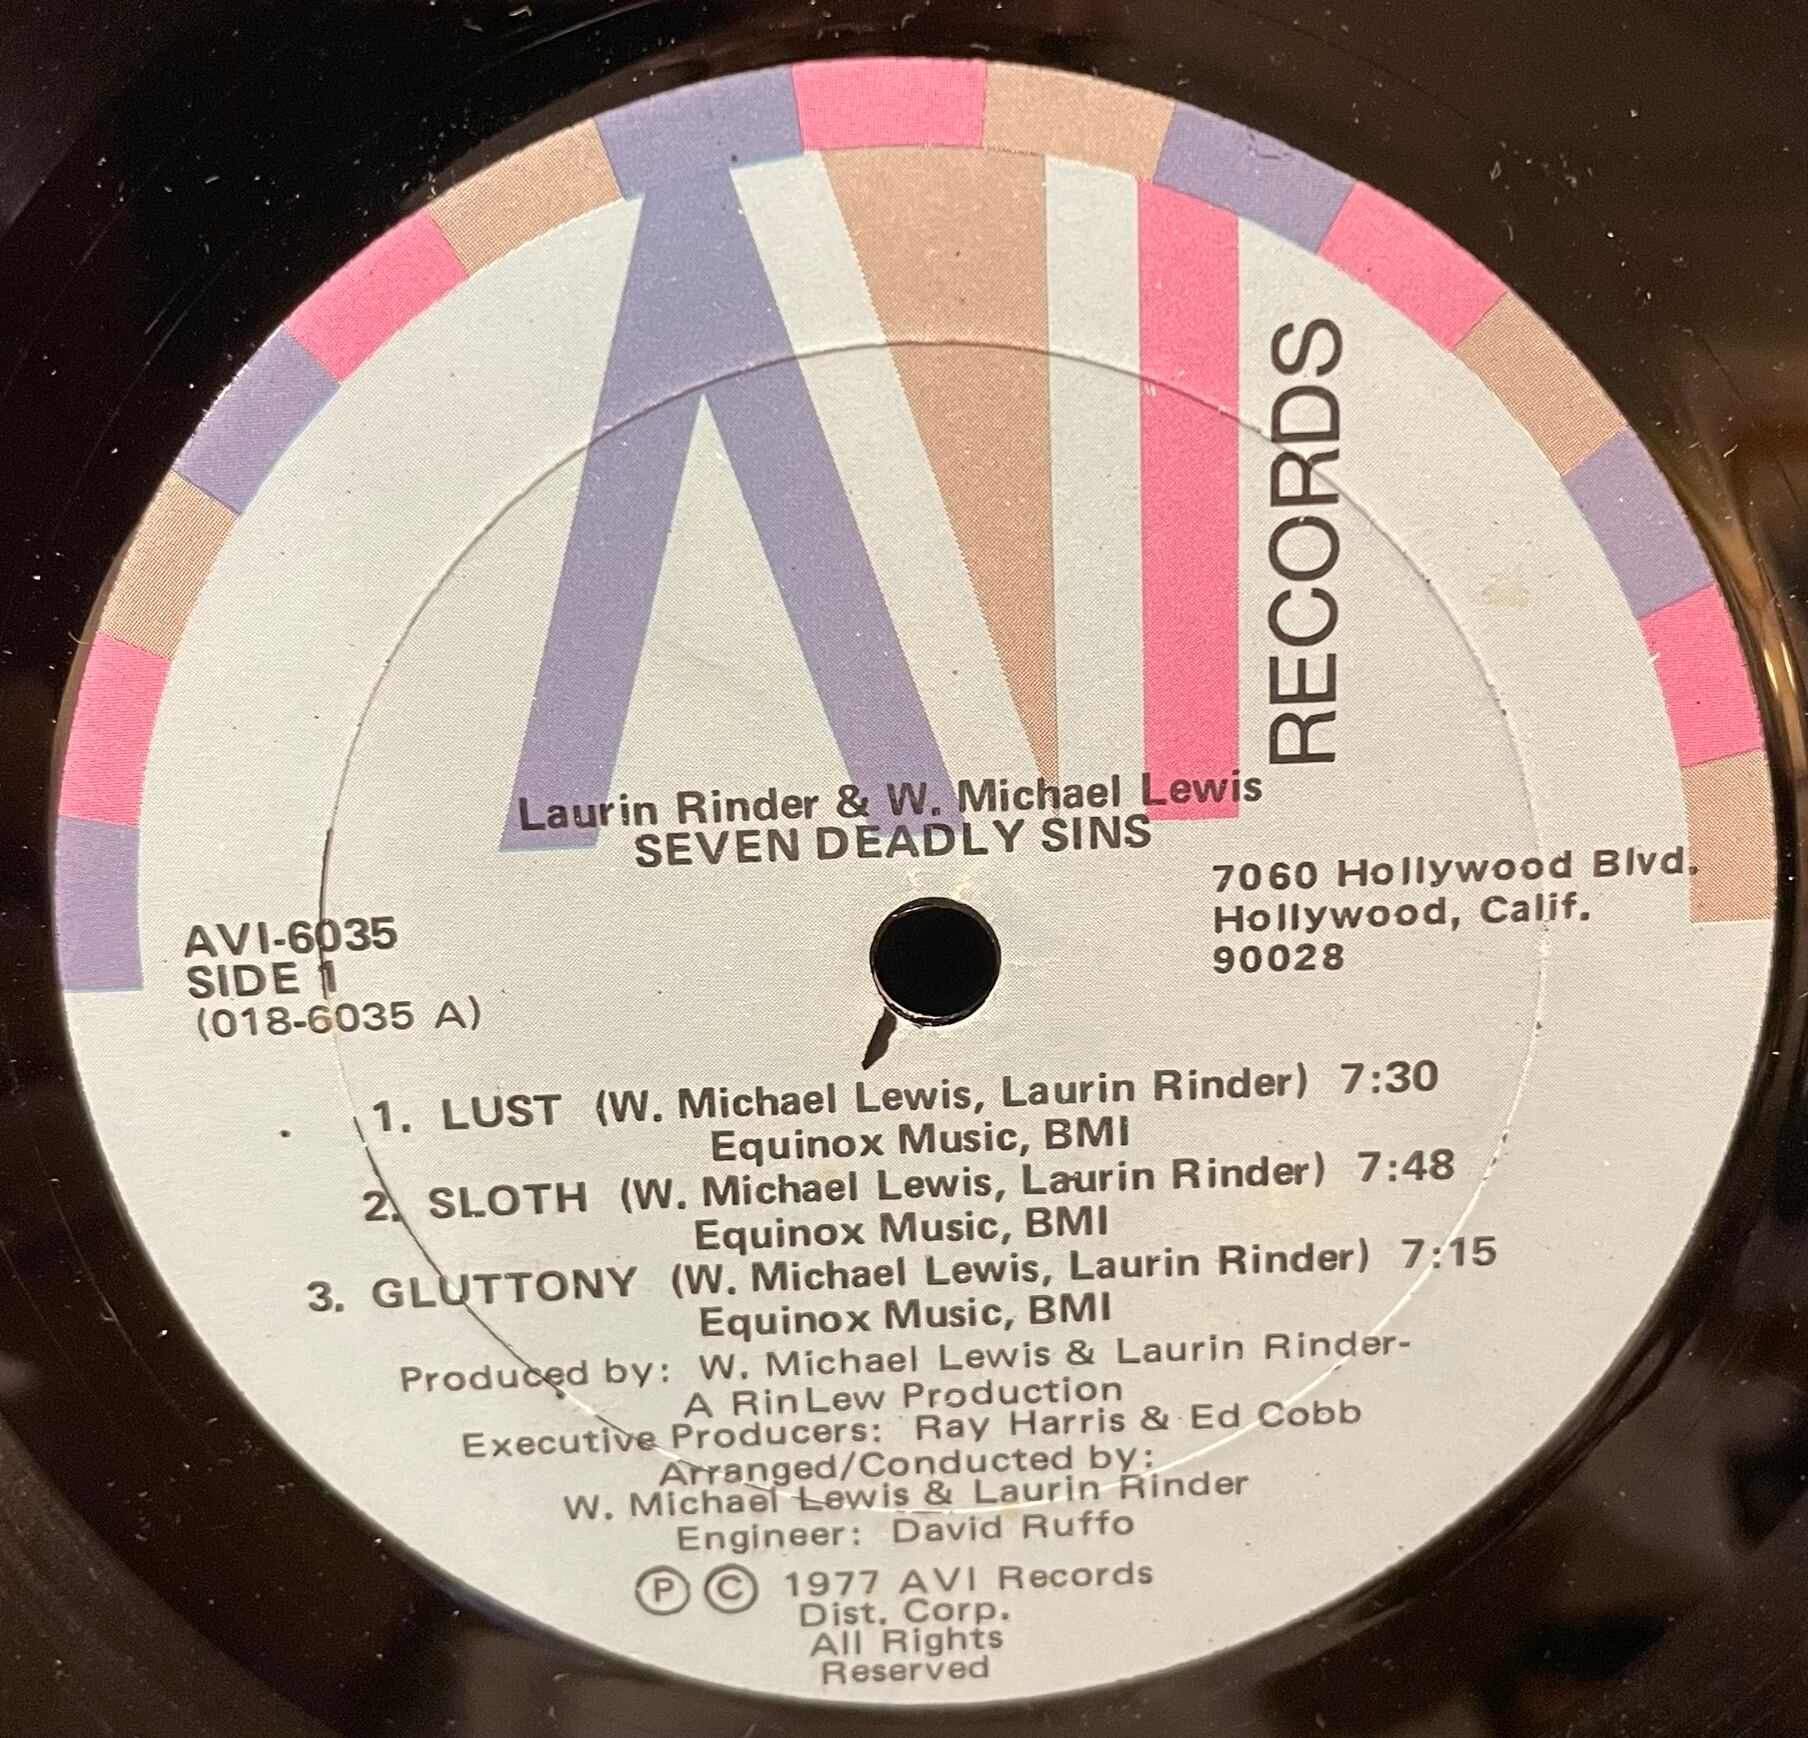 AVI
RECORDS
Laurin Rinder & W. Michael Lewis
SEVEN DEADLY SINS
7060 Hollywood Blvd.
Hollywood, Calif.
90028
AVI-6035
SIDE 1
(018-6035 A)
1. LUST (W. Michael Lewis, Laurin Rinder) 7:30
Equinox Music, BMI
2. SLOTH (W. Michael Lewis, Laurin Rinder) 7:48
Equinox Music, BMI
3. GLUTTONY (W. Michael Lewis, Laurin Rinder) 7:15
Equinox Music, BMI
Produced by: W. Michael Lewis & Laurin Rinder-
A RinLew Production
Executive Producers: Ray Harris & Ed Cobb
Arranged/Conducted by:
W. Michael Lewis & Laurin Rinder
Engineer: David Ruffo
Ⓟ Ⓒ 1977 AVI Records
Dist. Corp.
All Rights
Reserved